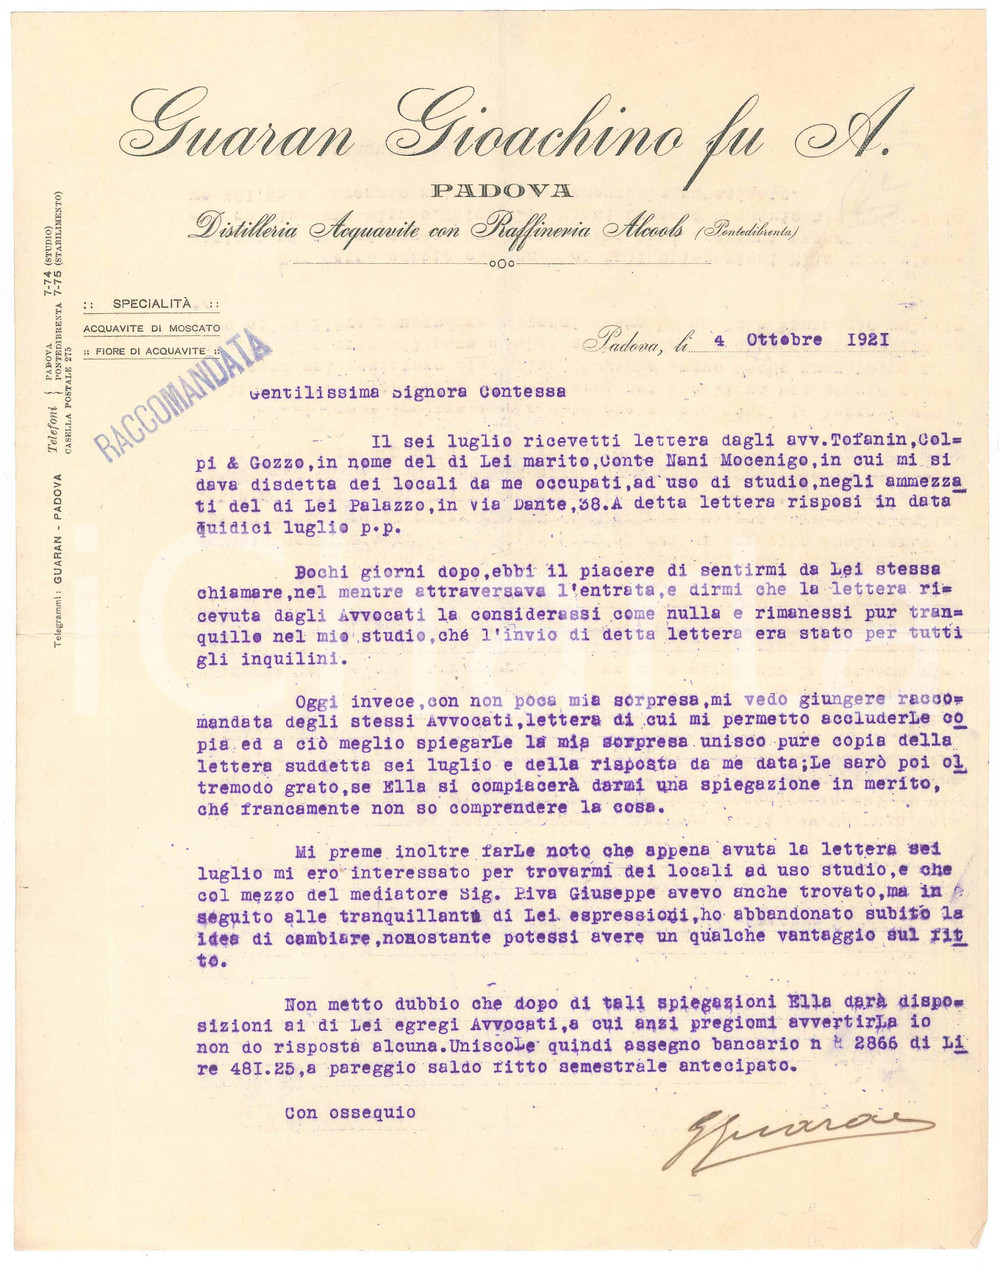 Guaran Gioachino fu A.
PADOVA
Distilleria Acquavite con Raffineria Alcools (Pontedibrenta)
:: SPECIALITÀ ::
ACQUAVITE DI MOSCATO
:: FIORE DI ACQUAVITE ::
RACCOMANDATA
Telegrammi: GUARAN - PADOVA
Telefoni { PADOVA 7-74 (STUDIO)
PONTEDIBRENTA 7-75 (STABILIMENTO)
CASELLA POSTALE 275
Padova, li 4 Ottobre 1921
Gentilissima Signora Contessa
Il sei luglio ricevetti lettera dagli avv.Tofanin,Col=
pi & Gozzo,in nome del di Lei marito,Conte Nani Mocenigo,in cui mi si
dava disdetta dei locali da me occupati,ad uso di studio,negli ammezza
ti del di Lei Palazzo,in via Dante,38.A detta lettera risposi in data
quidici luglio p.p.
Pochi giorni dopo,ebbi il piacere di sentirmi da Lei stessa
chiamare,nel mentre attraversava l'entrata,e dirmi che la lettera ri=
cevuta dagli Avvocati la considerassi come nulla e rimanessi pur tran=
quillo nel mio studio,ché l'invio di detta lettera era stato per tutti
gli inquilini.
Oggi invece,con non poca mia sorpresa,mi vedo giungere racco=
mandata degli stessi Avvocati,lettera di cui mi permetto accluderLe co
pia ed a ciò meglio spiegarLe la mia sorpresa unisco pure copia della
lettera suddetta sei luglio e della risposta da me data;Le sarò poi ol
tremodo grato,se Ella si compiacerà darmi una spiegazione in merito,
ché francamente non so comprendere la cosa.
Mi preme inoltre farLe noto che appena avuta la lettera sei
luglio mi ero interessato per trovarmi dei locali ad uso studio,e che
col mezzo del mediatore Sig. Piva Giuseppe avevo anche trovato,ma in
seguito alle tranquillanti di Lei espressioni,ho abbandonato subito la
idea di cambiare,nonostante potessi avere un qualche vantaggio sul fit
to.
Non metto dubbio che dopo di tali spiegazioni Ella darà dispo=
sizioni ai di Lei egregi Avvocati,a cui anzi pregiomi avvertirLa io
non do risposta alcuna.UniscoLe quindi assegno bancario n 2866 di Li
re 481.25,a pareggio saldo fitto semestrale antecipato.
Con ossequio
GGuaran
iCharta